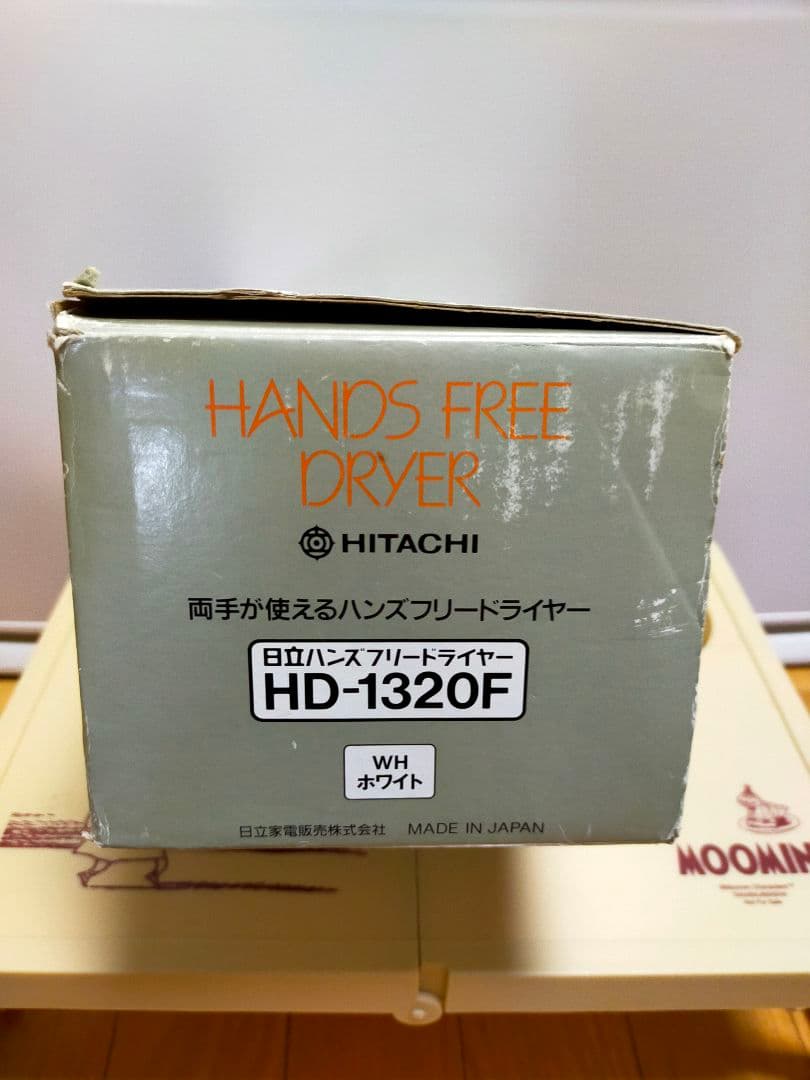 HANDS FREE
DRYER
HITACHI
両手が使えるハンズフリードライヤー
日立ハンズフリードライヤー
HD-1320F
WH
ホワイト
日立家電販売株式会社 MADE IN JAPAN
MOOMIN